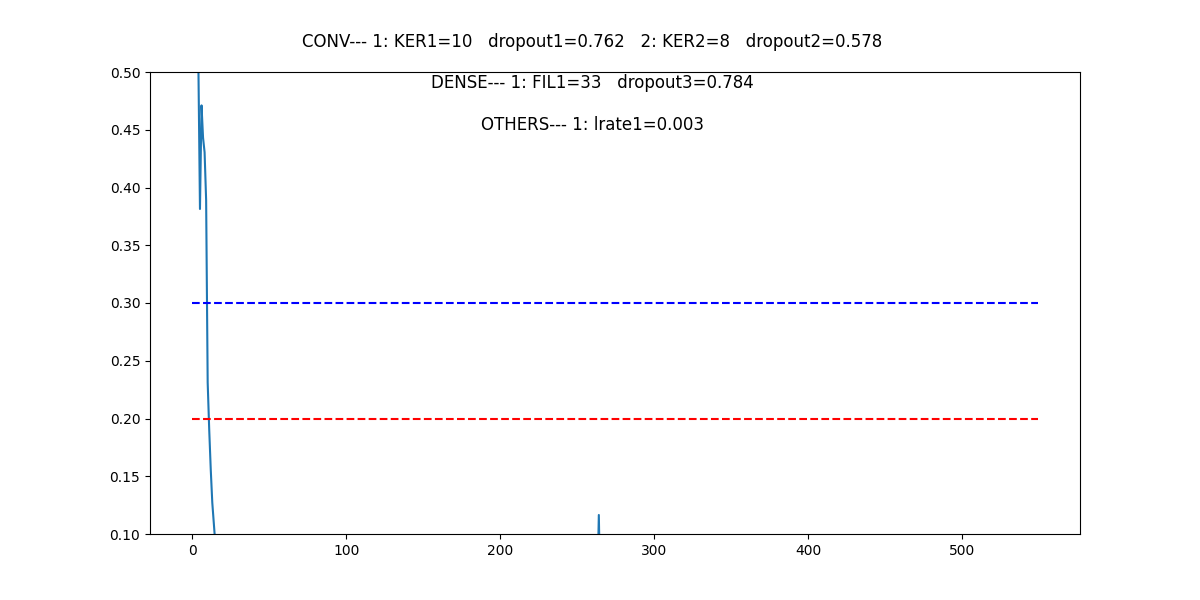 CONV--- 1: KER1=10   dropout1=0.762   2: KER2=8   dropout2=0.578
DENSE--- 1: FIL1=33   dropout3=0.784
OTHERS--- 1: lrate1=0.003
0.50
0.45
0.40
0.35
0.30
0.25
0.20
0.15
0.10
0 100 200 300 400 500